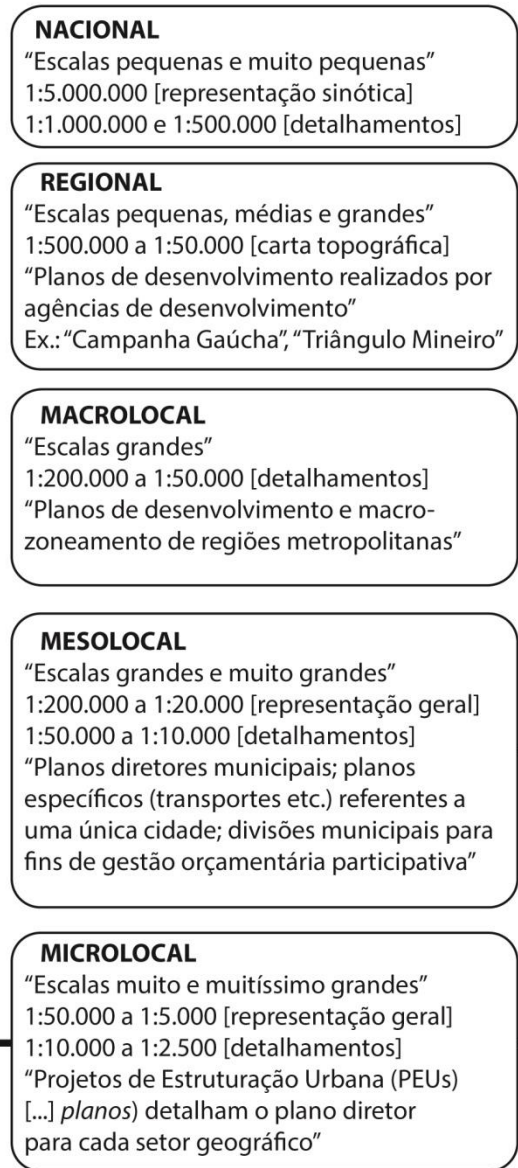 NACIONAL
“Escalas pequenas e muito pequenas”
1:5.000.000 [representação sinótica]
1:1.000.000 e 1:500.000 [detalhamentos]
REGIONAL
“Escalas pequenas, médias e grandes”
1:500.000 a 1:50.000 [carta topográfica]
“Planos de desenvolvimento realizados por
agências de desenvolvimento”
Ex.: “Campanha Gaúcha”, “Triângulo Mineiro”
MACROLOCAL
“Escalas grandes”
1:200.000 a 1:50.000 [detalhamentos]
“Planos de desenvolvimento e macro-
zoneamento de regiões metropolitanas”
MESOLOCAL
“Escalas grandes e muito grandes”
1:200.000 a 1:20.000 [representação geral]
1:50.000 a 1:10.000 [detalhamentos]
“Planos diretores municipais; planos
específicos (transportes etc.) referentes a
uma única cidade; divisões municipais para
fins de gestão orçamentária participativa”
MICROLOCAL
“Escalas muito e muitíssimo grandes”
1:50.000 a 1:5.000 [representação geral]
1:10.000 a 1:2.500 [detalhamentos]
“Projetos de Estruturação Urbana (PEUs)
[...] planos) detalham o plano diretor
para cada setor geográfico”